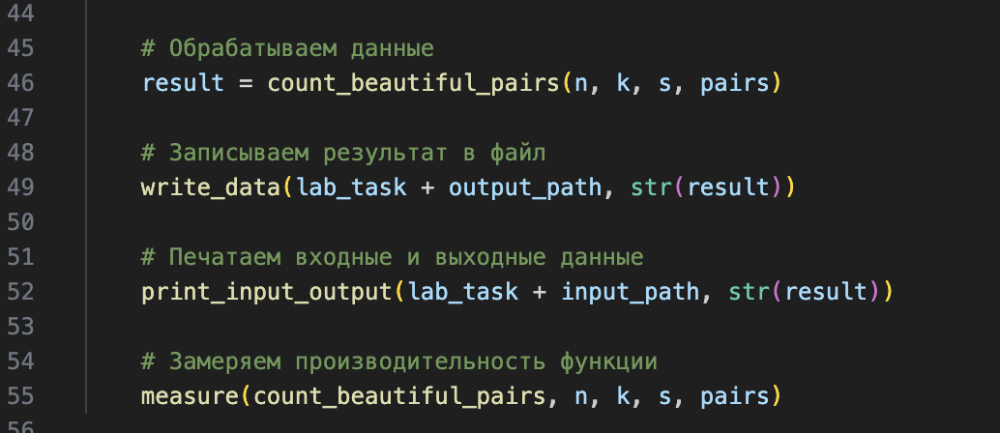 44
45 # Обрабатываем данные
46 result = count_beautiful_pairs(n, k, s, pairs)
47
48 # Записываем результат в файл
49 write_data(lab_task + output_path, str(result))
50
51 # Печатаем входные и выходные данные
52 print_input_output(lab_task + input_path, str(result))
53
54 # Замеряем производительность функции
55 measure(count_beautiful_pairs, n, k, s, pairs)
56